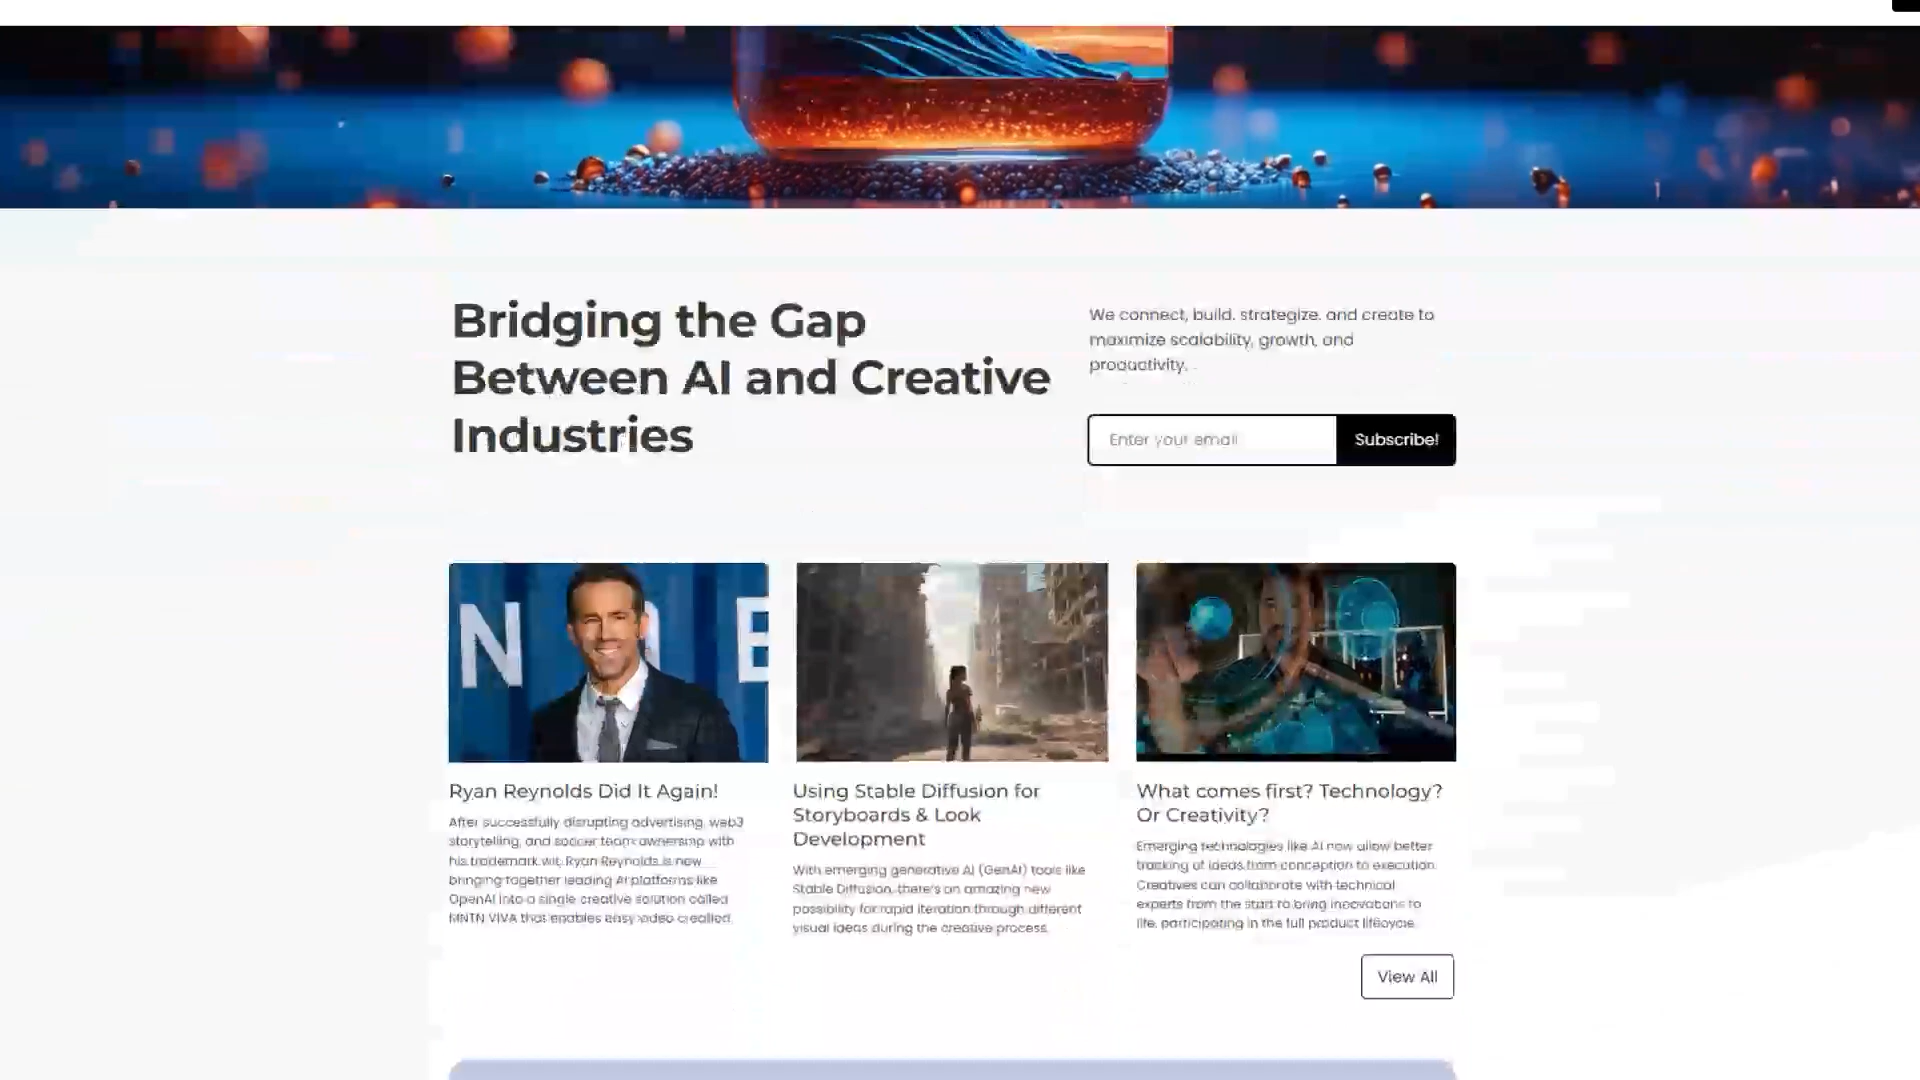 Bridging the Gap
Between AI and Creative
Industries
We connect, build. strategize. and create to
maximize scalability, growth, and
productivity.
Enter your email
Subscribe!
N
E
Ryan Reynolds Did It Again!
After successfully disrupting advertising, web3
storytelling, and soccer team ownership with
his trademark wit, Ryan Reynolds is now
bringing together leading AI platforms like
OpenAI into a single creative solution called
MNTN VIVA that enables easy video
Using Stable Diffusion for
Storyboards & Look
Development
With emerging generative AI (GenAI) tools like
Stable Diffusion, there's an amazing new
possibility for rapid iteration through different
visual ideas during the creative process.
What comes first? Technology?
Or Creativity?
Emerging technologies like AI now allow better
tracking of ideas from conception to execution.
Creatives can collaborate with technical
experts from the start to bring innovations to
life, participating in the full product lifecycle.
View All